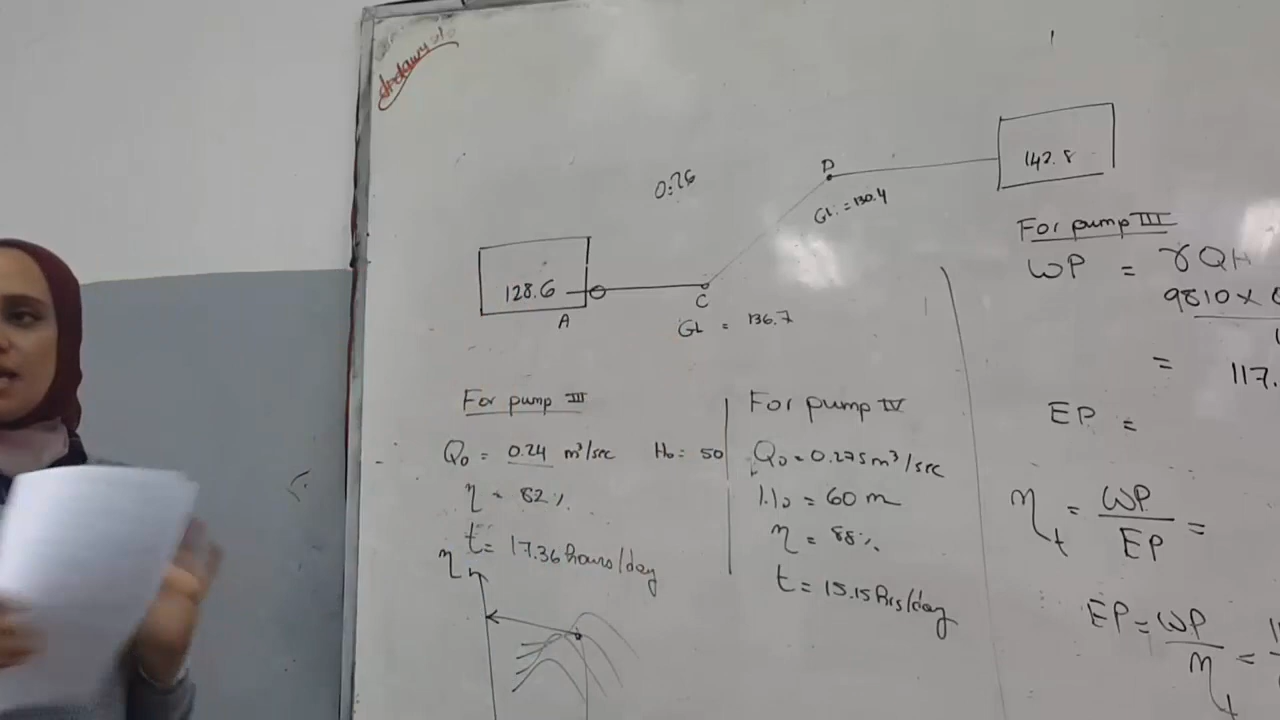 0.26
D
GL = 130.4
142.8
128.6
A
C
GL = 136.7
For pump III
Q₀ = 0.24 m³/sec H₀ = 50
η = 82 %
t = 17.36 hours/day
η
For pump IV
Q₀ = 0.275 m³/sec
H₀ = 60 m
η = 88 %
t = 15.15 hrs/day
For pump III
WP = γQH
9810 ×
= 117.
EP =
ηt = WP / EP =
EP = WP / ηt =